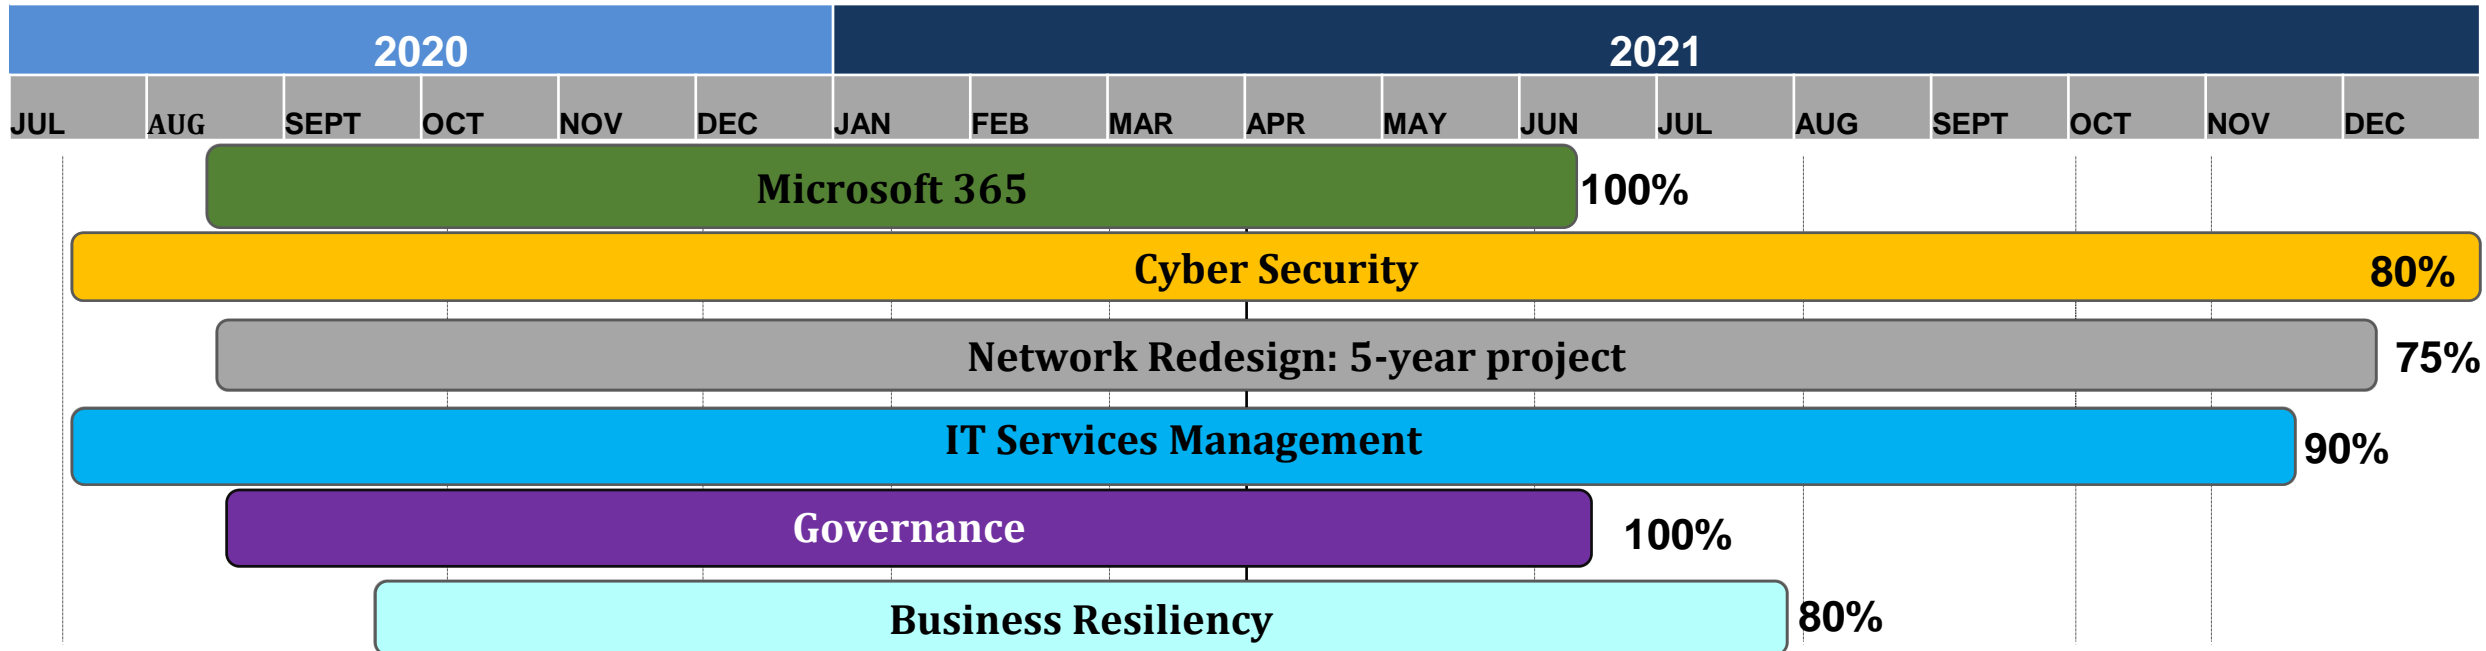 2020 2021
JUL AUG SEPT OCT NOV DEC JAN FEB MAR APR MAY JUN JUL AUG SEPT OCT NOV DEC
Microsoft 365 100%
Cyber Security 80%
Network Redesign: 5-year project 75%
IT Services Management 90%
Governance 100%
Business Resiliency 80%